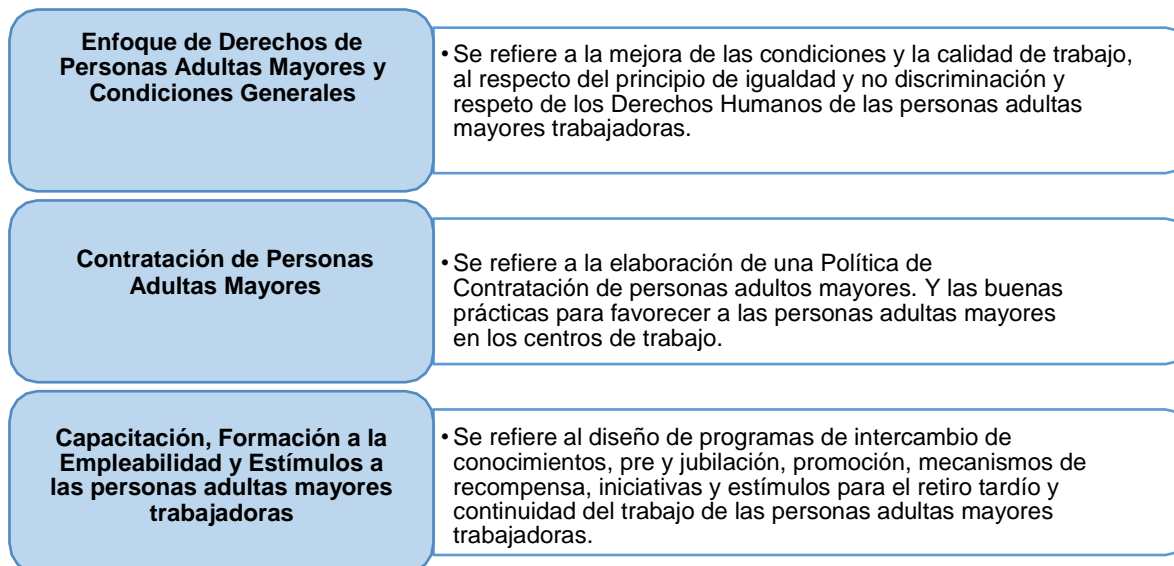 Enfoque de Derechos de
Personas Adultas Mayores y
Condiciones Generales
• Se refiere a la mejora de las condiciones y la calidad de trabajo,
al respecto del principio de igualdad y no discriminación y
respeto de los Derechos Humanos de las personas adultas
mayores trabajadoras.
Contratación de Personas
Adultas Mayores
• Se refiere a la elaboración de una Política de
Contratación de personas adultos mayores. Y las buenas
prácticas para favorecer a las personas adultas mayores
en los centros de trabajo.
Capacitación, Formación a la
Empleabilidad y Estímulos a
las personas adultas mayores
trabajadoras
• Se refiere al diseño de programas de intercambio de
conocimientos, pre y jubilación, promoción, mecanismos de
recompensa, iniciativas y estímulos para el retiro tardío y
continuidad del trabajo de las personas adultas mayores
trabajadoras.